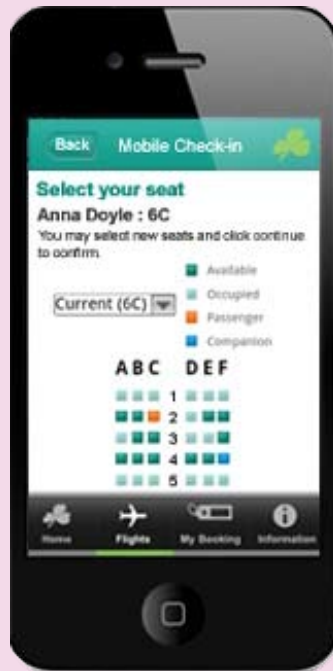 Back Mobile Check-in
Select your seat
Anna Doyle : 6C
You may select new seats and click continue
to confirm.
Available
Occupied
Passenger
Companion
Current (6C)
A B C D E F
1
2
3
4
5
Home Flights My Booking Information